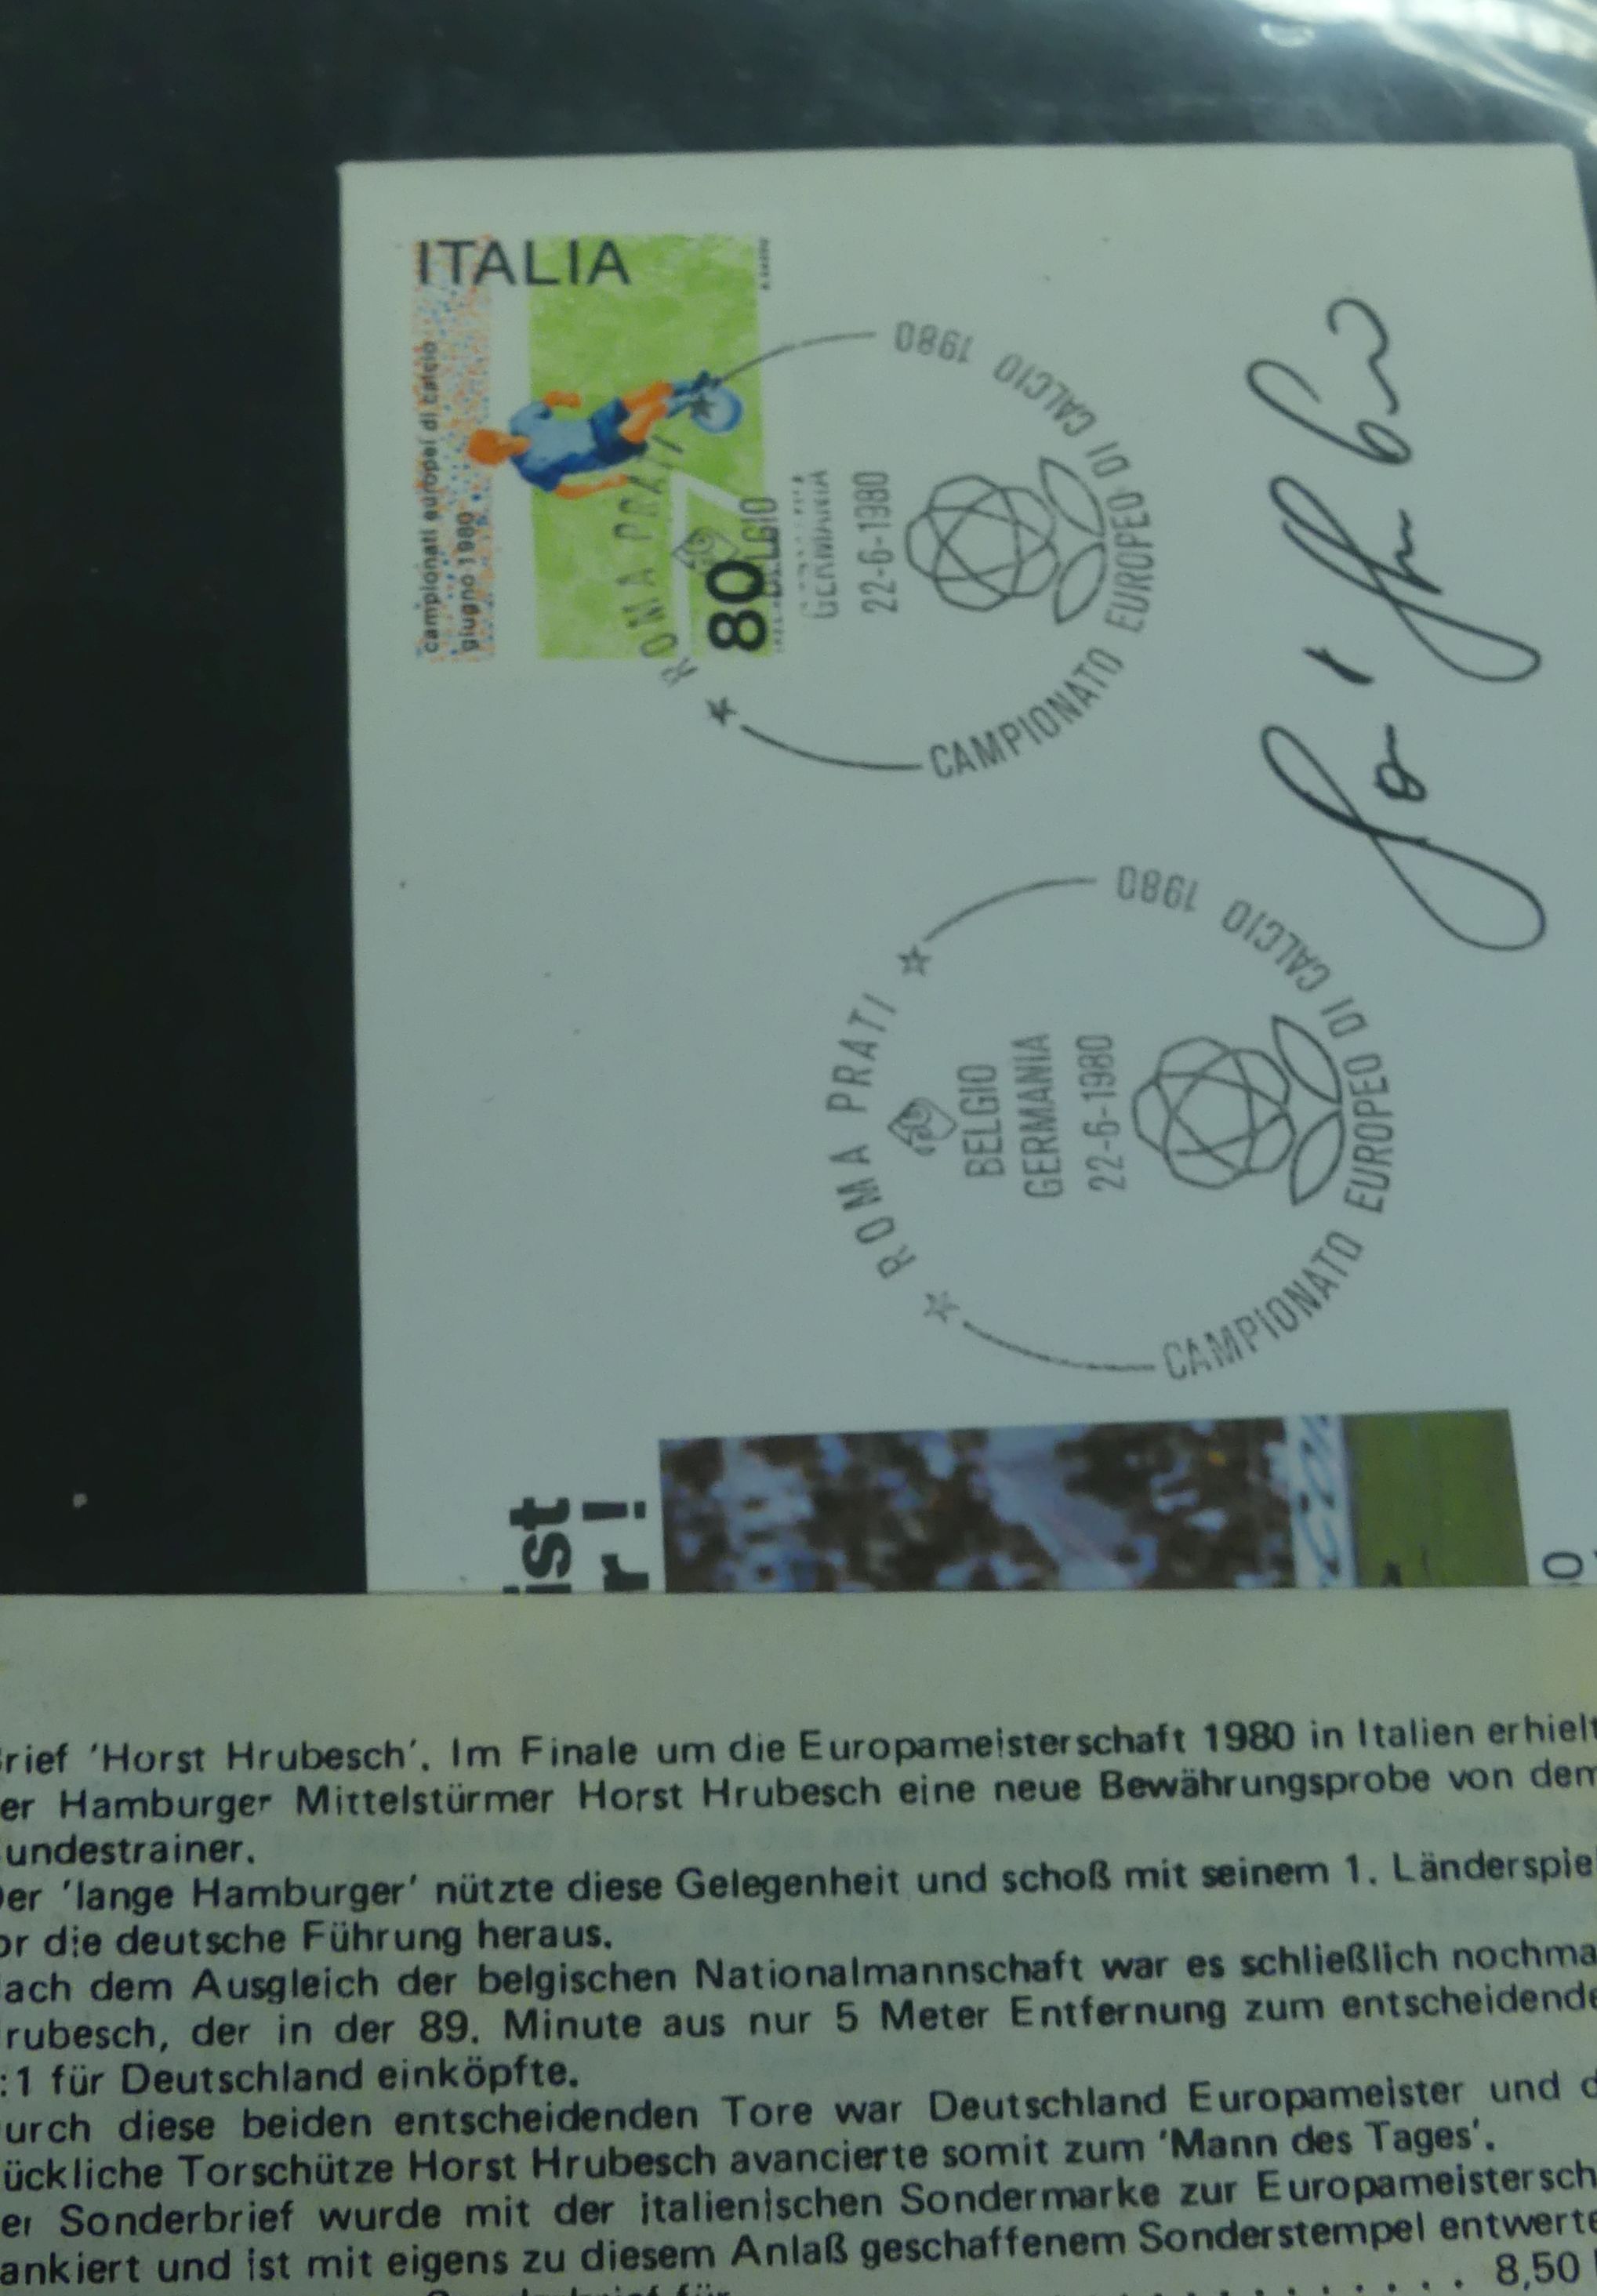 ITALIA
campionati europei di calcio
giugno 1980
80
ROMA PRATI
BELGIO
GERMANIA
22-6-1980
CAMPIONATO EUROPEO DI CALCIO 1980
ROMA PRATI
BELGIO
GERMANIA
22-6-1980
CAMPIONATO EUROPEO DI CALCIO 1980
ist
r!
rief 'Horst Hrubesch'. Im Finale um die Europameisterschaft 1980 in Italien erhielt
er Hamburger Mittelstürmer Horst Hrubesch eine neue Bewährungsprobe von dem
undestrainer.
er 'lange Hamburger' nützte diese Gelegenheit und schoß mit seinem 1. Länderspie
or die deutsche Führung heraus.
ach dem Ausgleich der belgischen Nationalmannschaft war es schließlich nochma
rubesch, der in der 89. Minute aus nur 5 Meter Entfernung zum entscheidende
:1 für Deutschland einköpfte.
urch diese beiden entscheidenden Tore war Deutschland Europameister und d
ückliche Torschütze Horst Hrubesch avancierte somit zum 'Mann des Tages'.
er Sonderbrief wurde mit der italienischen Sondermarke zur Europameistersch
ankiert und ist mit eigens zu diesem Anlaß geschaffenem Sonderstempel entwerte
8,50